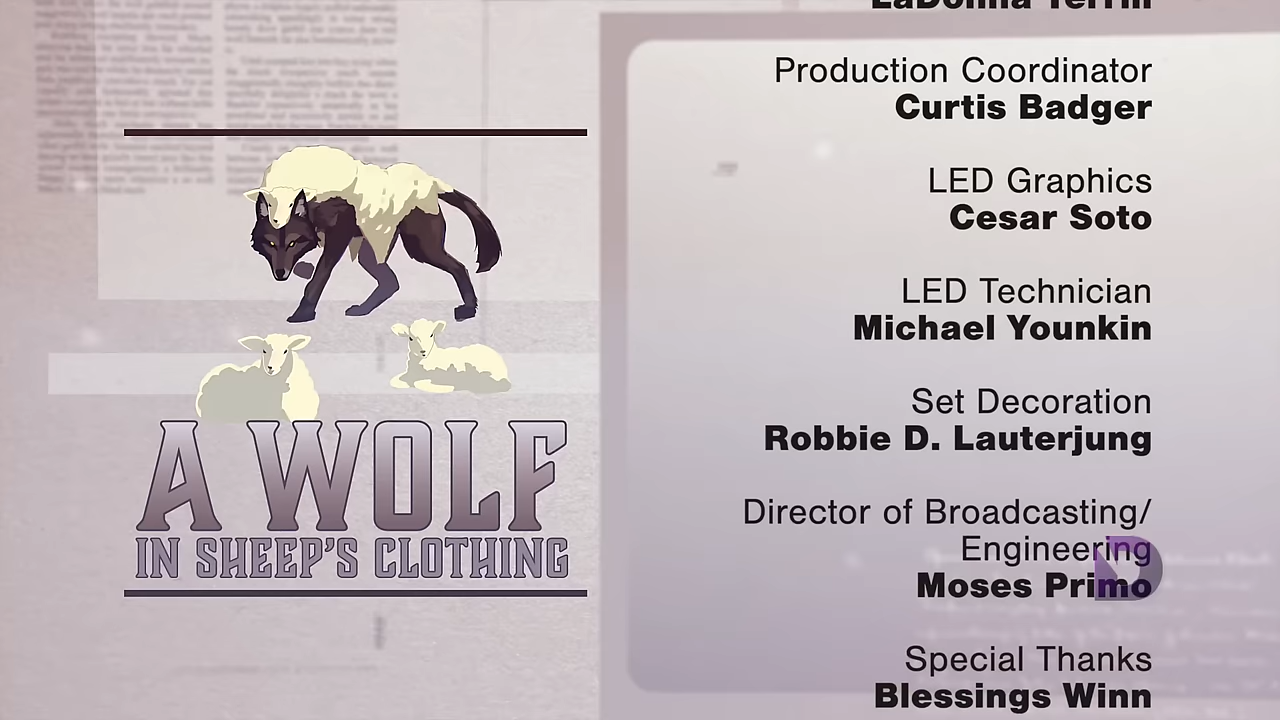 A WOLF
IN SHEEP'S CLOTHING
Production Coordinator
Curtis Badger
LED Graphics
Cesar Soto
LED Technician
Michael Younkin
Set Decoration
Robbie D. Lauterjung
Director of Broadcasting/
Engineering
Moses Primo
Special Thanks
Blessings Winn